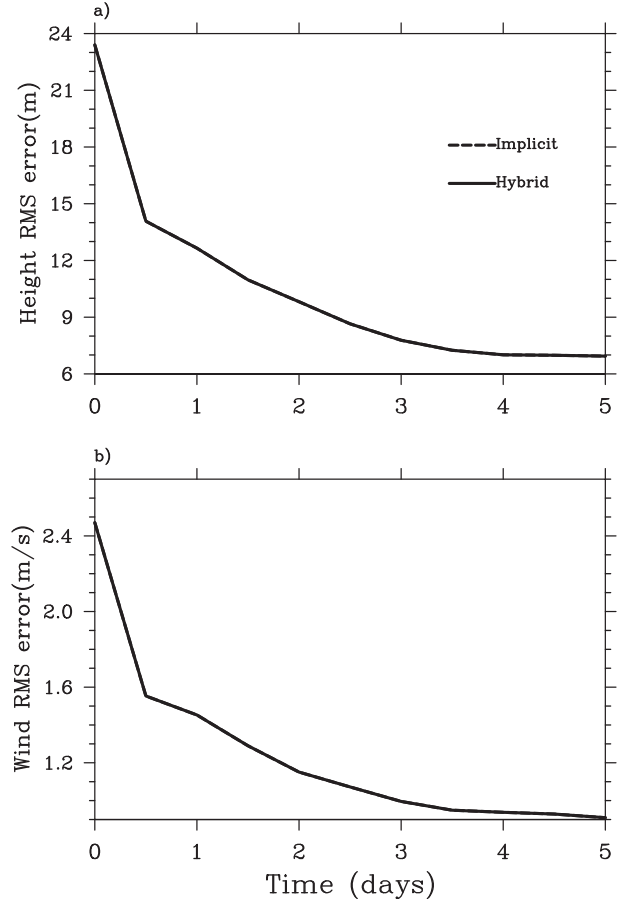 a)
24
21
18
15
12
9
6
Height RMS error(m)
Implicit
Hybrid
0 1 2 3 4 5
b)
2.4
2.0
1.6
1.2
Wind RMS error(m/s)
0 1 2 3 4 5
Time (days)